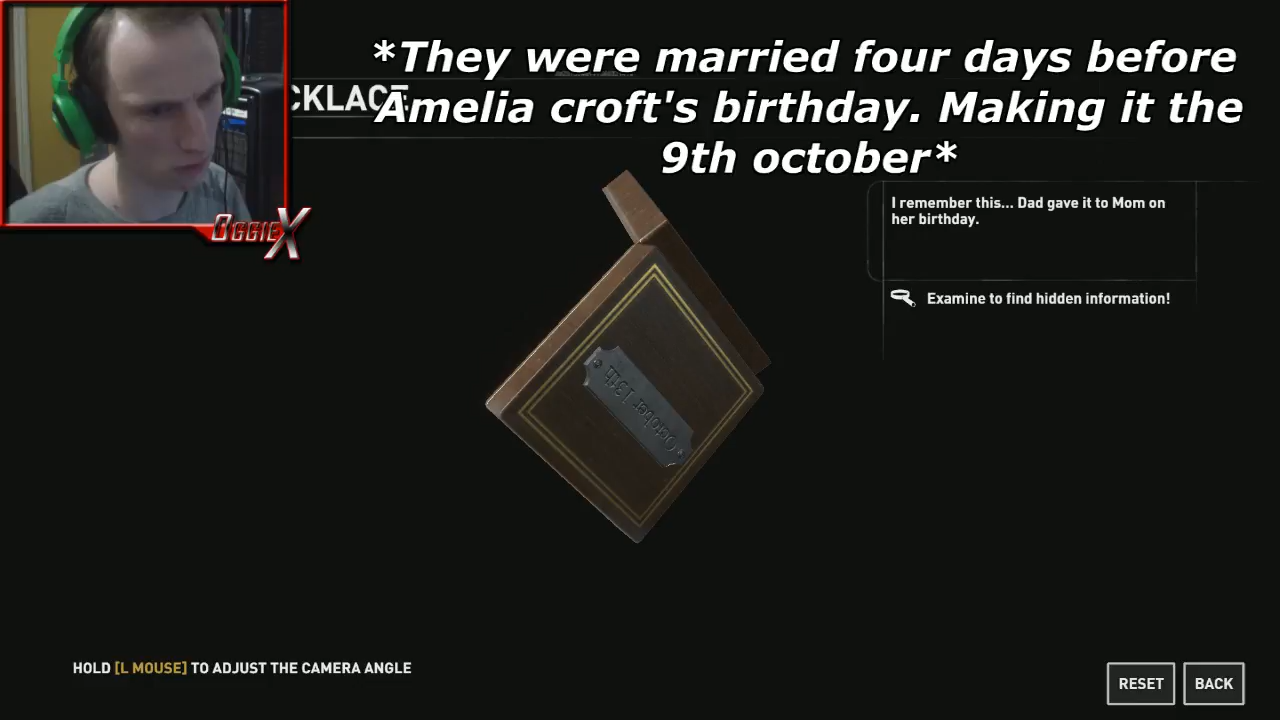 *They were married four days before
Amelia croft's birthday. Making it the
9th october*
CKLACE
OGGIEX
I remember this... Dad gave it to Mom on
her birthday.
Examine to find hidden information!
October 13th
HOLD [L MOUSE] TO ADJUST THE CAMERA ANGLE
RESET
BACK